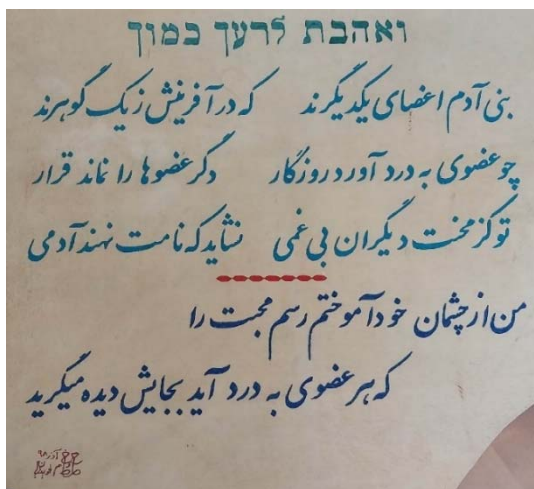 ואהבת לרעך כמוך
بنی آدم اعضای یکدیگرند که در آفرینش ز یک گوهرند
چو عضوی به درد آورد روزگار دگر عضوها را نماند قرار
تو کز محنت دیگران بی غمی نشاید که نامت نهند آدمی
من از چشمان خود آموختم رسم محبت را
که هر عضوی به درد آید بجایش دیده میگرید